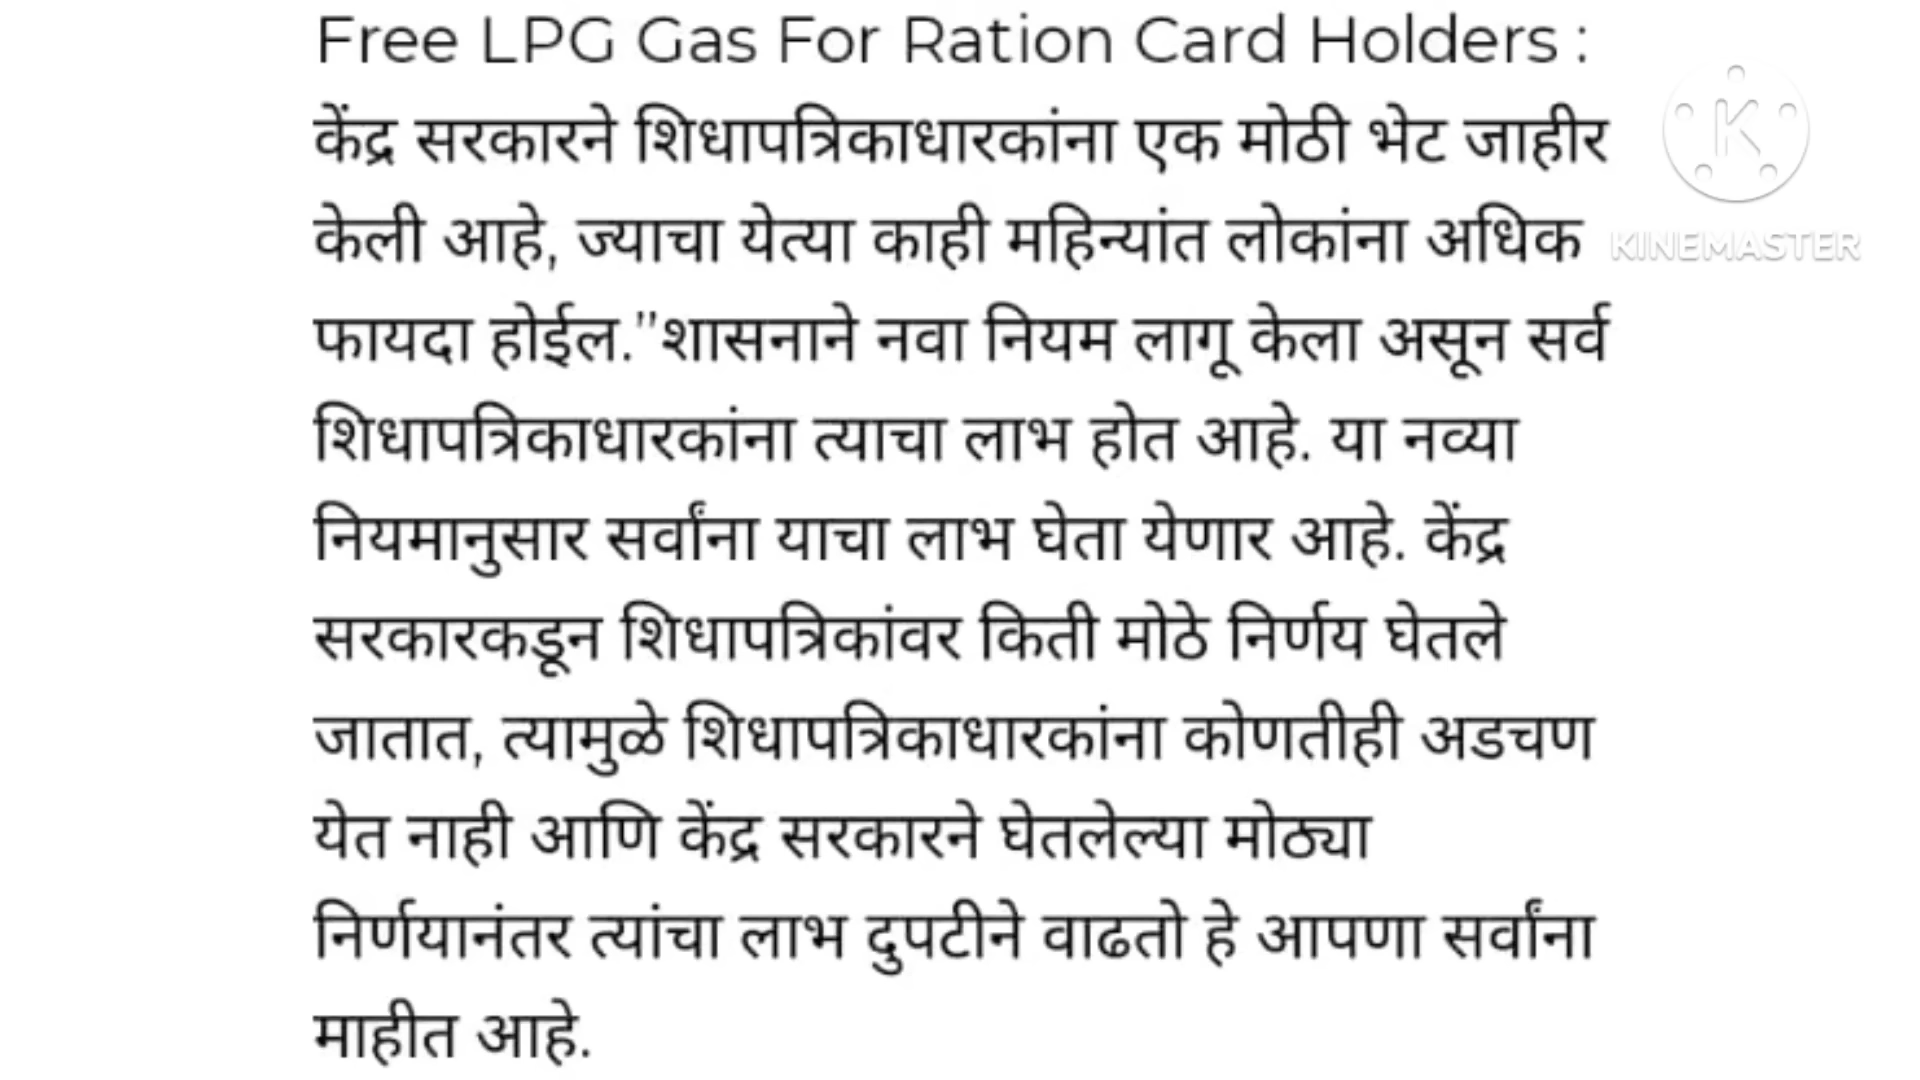 Free LPG Gas For Ration Card Holders :
केंद्र सरकारने शिधापत्रिकाधारकांना एक मोठी भेट जाहीर
केली आहे, ज्याचा येत्या काही महिन्यांत लोकांना अधिक
फायदा होईल."शासनाने नवा नियम लागू केला असून सर्व
शिधापत्रिकाधारकांना त्याचा लाभ होत आहे. या नव्या
नियमानुसार सर्वांना याचा लाभ घेता येणार आहे. केंद्र
सरकारकडून शिधापत्रिकांवर किती मोठे निर्णय घेतले
जातात, त्यामुळे शिधापत्रिकाधारकांना कोणतीही अडचण
येत नाही आणि केंद्र सरकारने घेतलेल्या मोठ्या
निर्णयानंतर त्यांचा लाभ दुपटीने वाढतो हे आपणा सर्वांना
माहीत आहे.
K
KINEMASTER